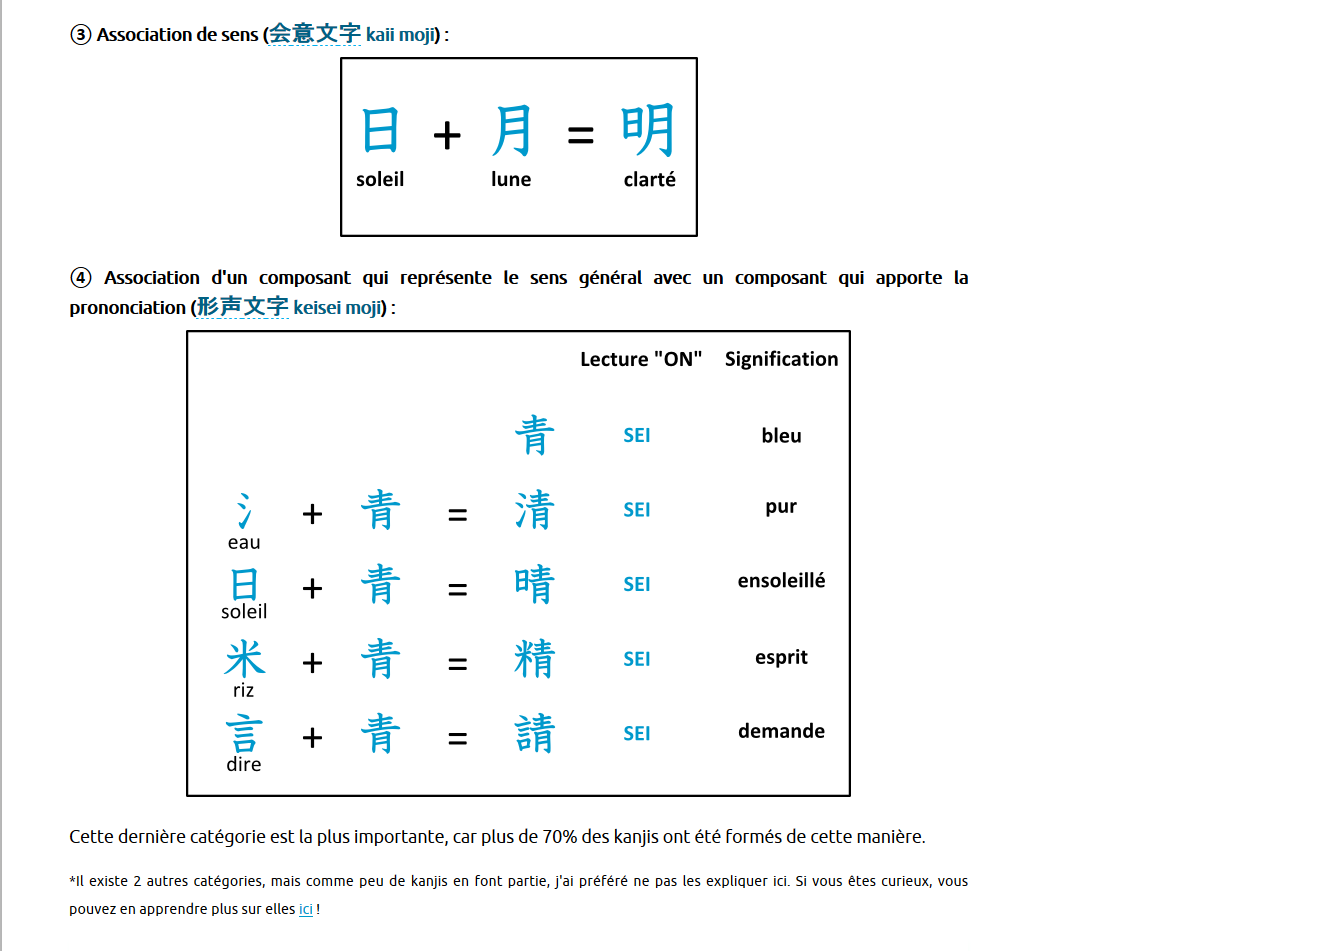 ③ Association de sens (会意文字 kaii moji) :
日 + 月 = 明
soleil lune clarté
④ Association d'un composant qui représente le sens général avec un composant qui apporte la
prononciation (形声文字 keisei moji) :
Lecture "ON" Signification
青 SEI bleu
氵 + 青 = 清 SEI pur
eau
日 + 青 = 晴 SEI ensoleillé
soleil
米 + 青 = 精 SEI esprit
riz
言 + 青 = 請 SEI demande
dire
Cette dernière catégorie est la plus importante, car plus de 70% des kanjis ont été formés de cette manière.
*Il existe 2 autres catégories, mais comme peu de kanjis en font partie, j'ai préféré ne pas les expliquer ici. Si vous êtes curieux, vous
pouvez en apprendre plus sur elles ici !